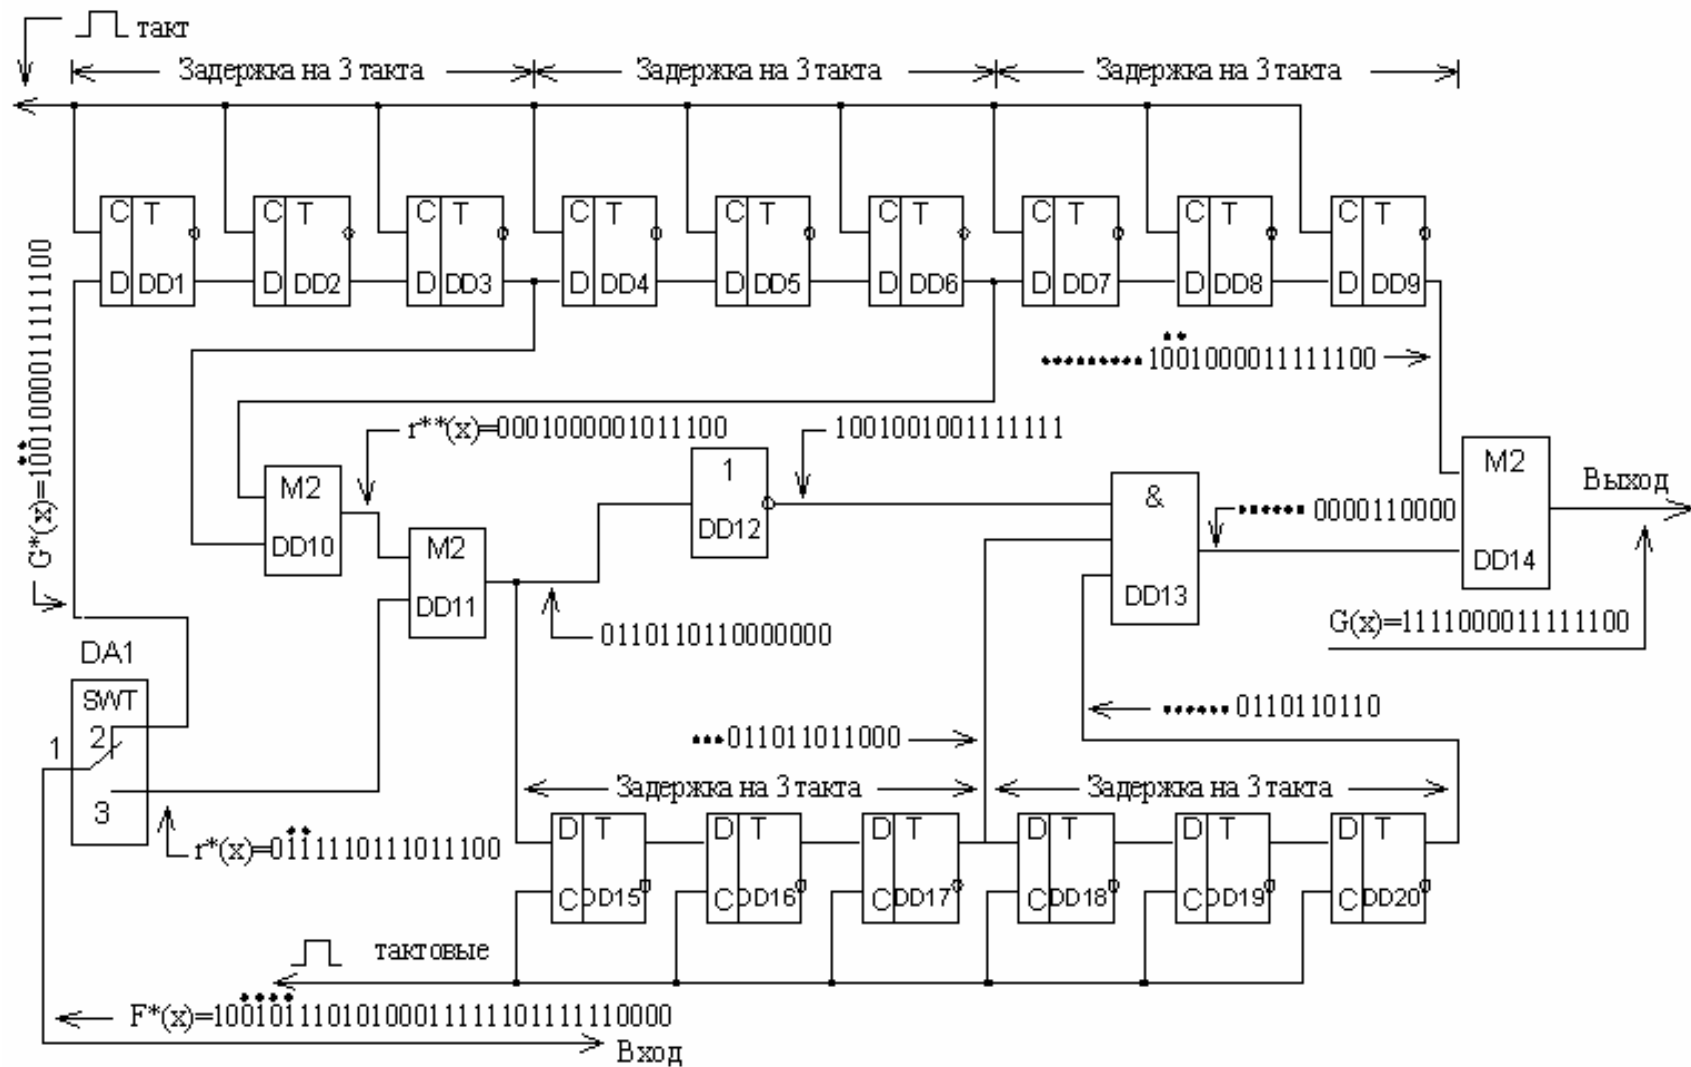 такт
Задержка на 3 такта Задержка на 3 такта Задержка на 3 такта
C T C T C T C T C T C T C T C T C T
D DD1 D DD2 D DD3 D DD4 D DD5 D DD6 D DD7 D DD8 D DD9
G*(x)=1001000011111100
•••••••••1001000011111100
r**(x)=0001000001011100
1001001001111111
M2
DD10
M2
DD11
1
DD12
&
DD13
••••••0000110000
M2
DD14
Выход
G(x)=1111000011111100
0110110110000000
DA1
SWT
1
2
3
••••••0110110110
•••011011011000
Задержка на 3 такта Задержка на 3 такта
r*(x)=0111110111011100
D T D T D T D T D T D T
C DD15 C DD16 C DD17 C DD18 C DD19 C DD20
тактовые
F*(x)=10010111010100011111101111110000
Вход